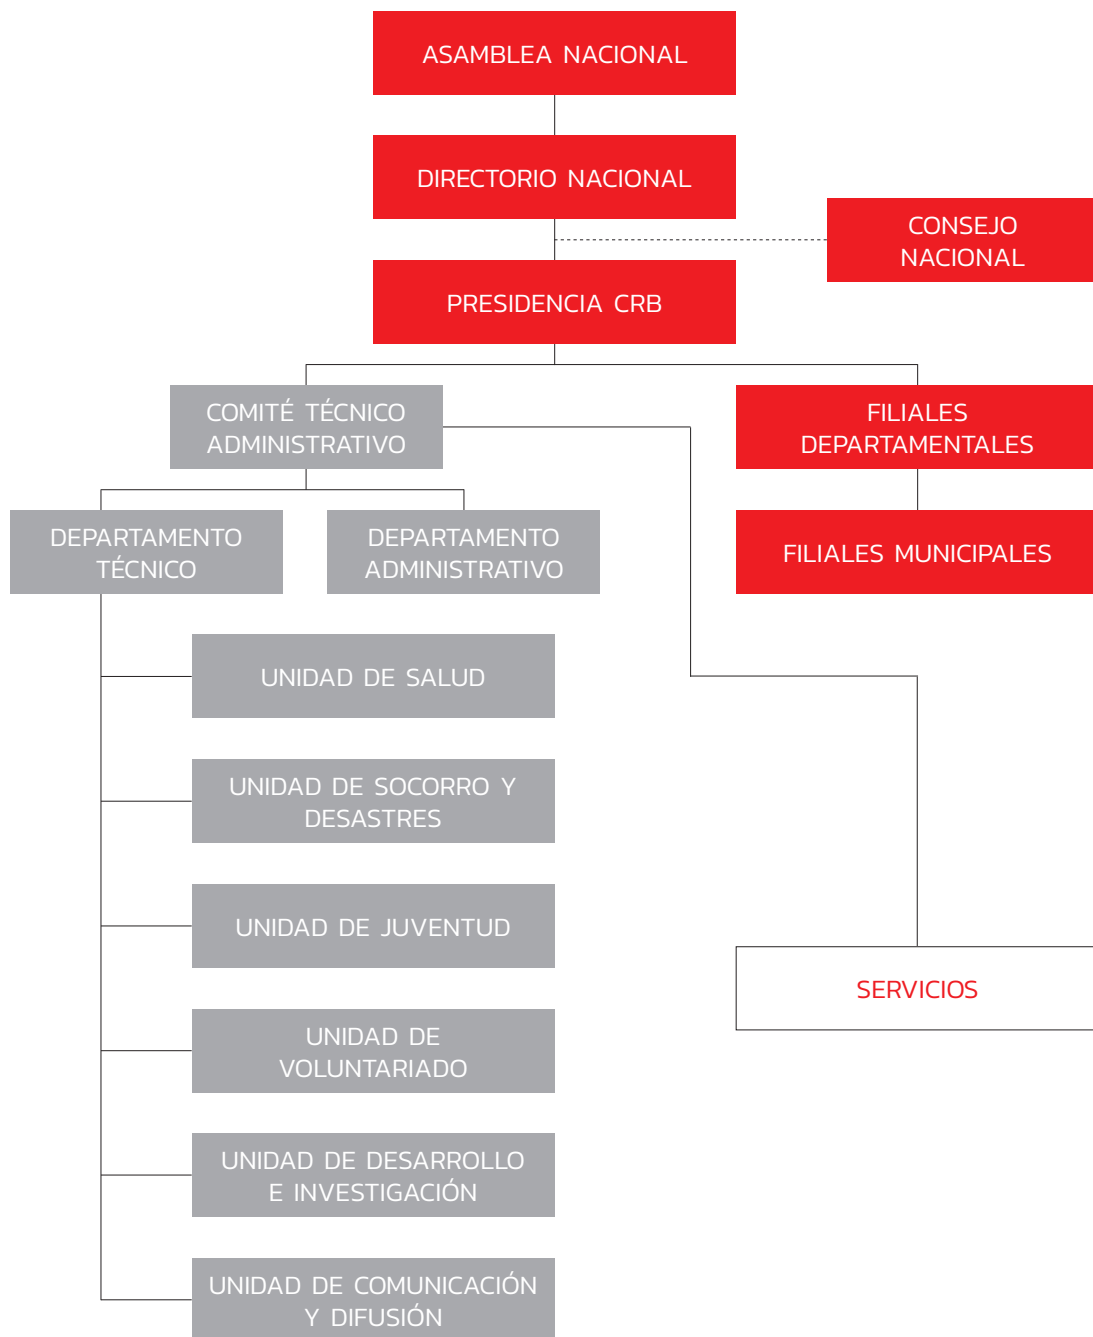 ASAMBLEA NACIONAL
DIRECTORIO NACIONAL
CONSEJO
NACIONAL
PRESIDENCIA CRB
COMITÉ TÉCNICO
ADMINISTRATIVO
FILIALES
DEPARTAMENTALES
DEPARTAMENTO
TÉCNICO
DEPARTAMENTO
ADMINISTRATIVO
FILIALES MUNICIPALES
UNIDAD DE SALUD
UNIDAD DE SOCORRO Y
DESASTRES
UNIDAD DE JUVENTUD
SERVICIOS
UNIDAD DE
VOLUNTARIADO
UNIDAD DE DESARROLLO
E INVESTIGACIÓN
UNIDAD DE COMUNICACIÓN
Y DIFUSIÓN